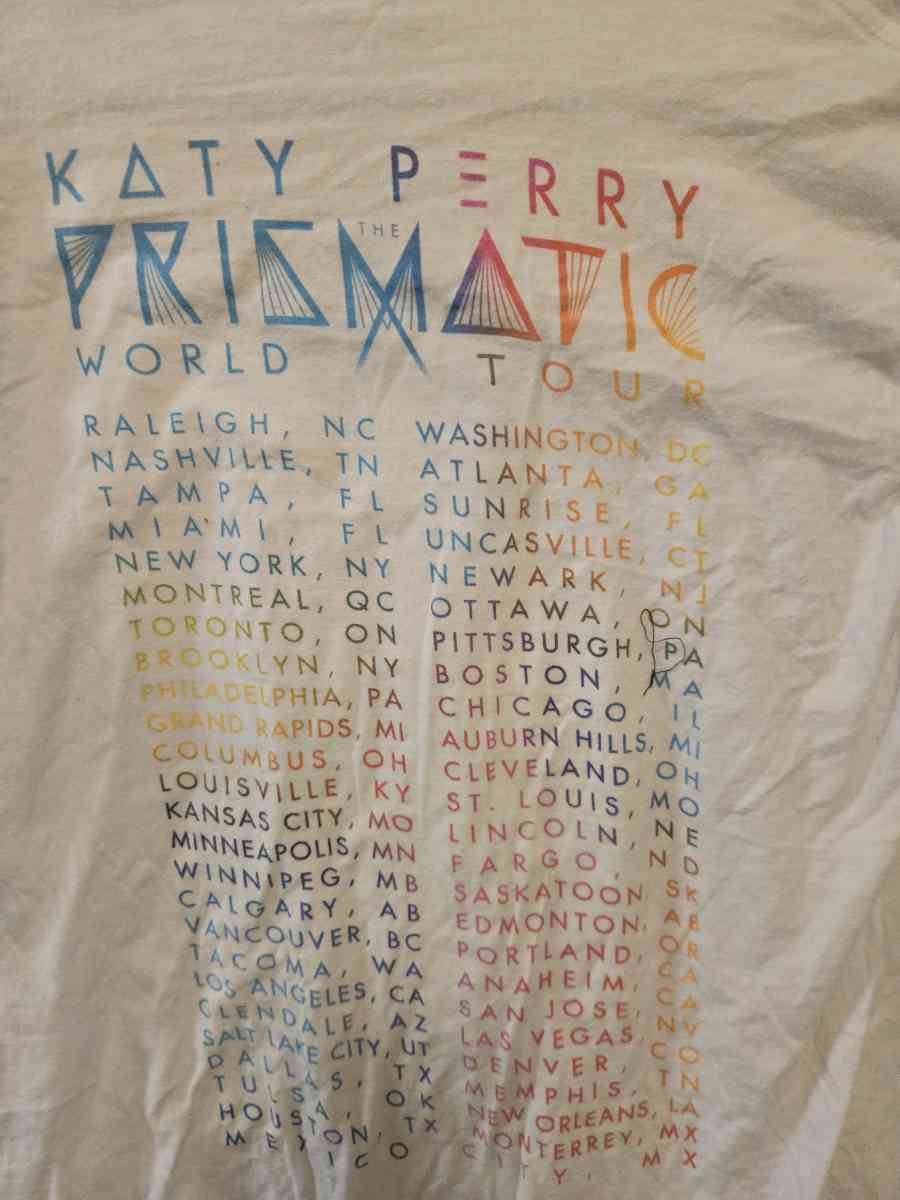 KATY PERRY
THE
PRISMATIC
WORLD TOUR
RALEIGH, NC WASHINGTON, DC
NASHVILLE, TN ATLANTA, GA
TAMPA, FL SUNRISE, FL
MIAMI, FL UNCASVILLE, CT
NEW YORK, NY NEWARK, NJ
MONTREAL, QC OTTAWA, ON
TORONTO, ON PITTSBURGH, PA
BROOKLYN, NY BOSTON, MA
PHILADELPHIA, PA CHICAGO, IL
GRAND RAPIDS, MI AUBURN HILLS, MI
COLUMBUS, OH CLEVELAND, OH
LOUISVILLE, KY ST. LOUIS, MO
KANSAS CITY, MO LINCOLN, NE
MINNEAPOLIS, MN FARGO, ND
WINNIPEG, MB SASKATOON, SK
CALGARY, AB EDMONTON, AB
VANCOUVER, BC PORTLAND, OR
TACOMA, WA ANAHEIM, CA
LOS ANGELES, CA SAN JOSE, CA
GLENDALE, AZ LAS VEGAS, NV
SALT LAKE CITY, UT DENVER, CO
DALLAS, TX MEMPHIS, TN
TULSA, OK NEW ORLEANS, LA
HOUSTON, TX MONTERREY, MX
MEXICO CITY, MX